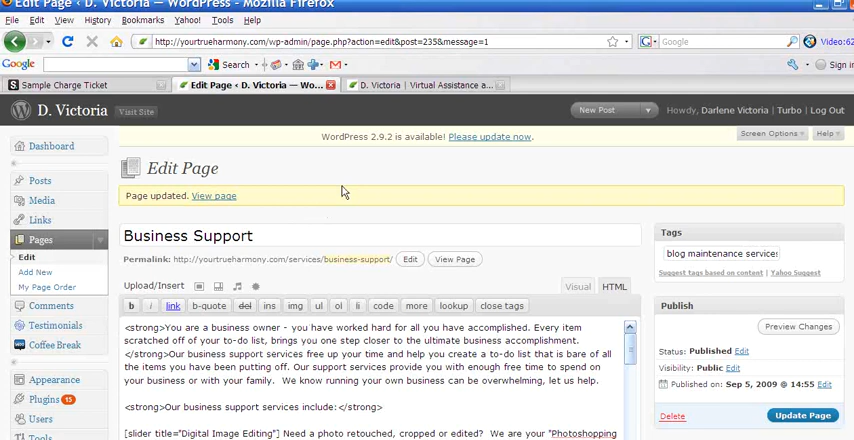 Edit Page ‹ D. Victoria — WordPress - Mozilla Firefox
File Edit View History Bookmarks Yahoo! Tools Help
http://yourtrueharmony.com/wp-admin/page.php?action=edit&post=235&message=1
Google
Video:62
Google
Search
Sign in
Sample Charge Ticket
Edit Page ‹ D. Victoria — Wo...
D. Victoria | Virtual Assistance a...
D. Victoria Visit Site
New Post
Howdy, Darlene Victoria | Turbo | Log Out
WordPress 2.9.2 is available! Please update now.
Screen Options Help
Dashboard
Posts
Media
Links
Pages
Edit
Add New
My Page Order
Comments
Testimonials
Coffee Break
Appearance
Plugins 15
Users
Tools
Edit Page
Page updated. View page
Business Support
Permalink: http://yourtrueharmony.com/services/business-support/ Edit View Page
Upload/Insert
Visual HTML
b i link b-quote del ins img ul ol li code more lookup close tags
<strong>You are a business owner - you have worked hard for all you have accomplished. Every item
scratched off of your to-do list, brings you one step closer to the ultimate business accomplishment.
</strong>Our business support services free up your time and help you create a to-do list that is bare of all
the items you have been putting off. Our support services provide you with enough free time to spend on
your business or with your family. We know running your own business can be overwhelming, let us help.
<strong>Our business support services include:</strong>
[slider title="Digital Image Editing"] Need a photo retouched, cropped or edited? We are your "Photoshopping
Tags
blog maintenance services
Suggest tags based on content | Yahoo Suggest
Publish
Preview Changes
Status: Published Edit
Visibility: Public Edit
Published on: Sep 5, 2009 @ 14:55 Edit
Delete
Update Page